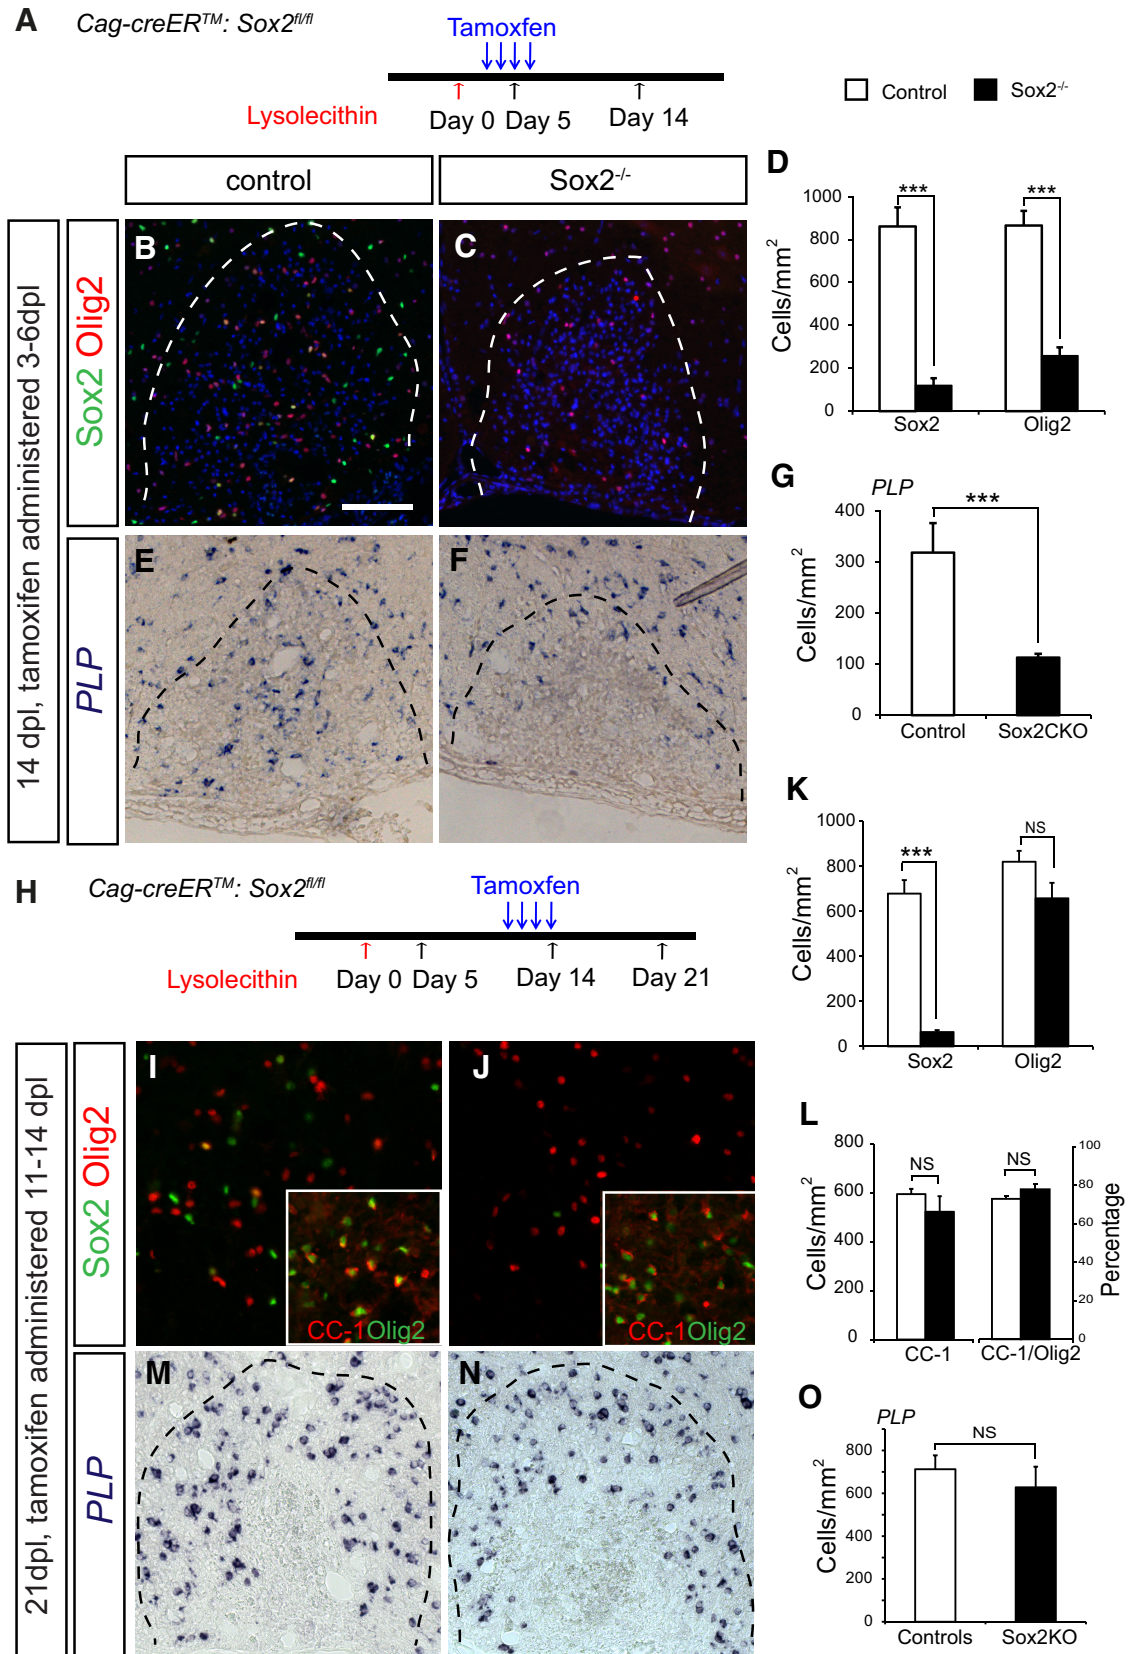 A
Cag-creER™: Sox2fl/fl
Tamoxfen
Lysolecithin
Day 0 Day 5 Day 14
Control Sox2-/-
control
Sox2-/-
14 dpl, tamoxifen administered 3-6dpl
Sox2 Olig2
B
C
D
Cells/mm2
1000
800
600
400
200
0
***
***
Sox2
Olig2
PLP
E
F
G
PLP
Cells/mm2
400
300
200
100
0
***
Control
Sox2CKO
H
Cag-creER™: Sox2fl/fl
Tamoxfen
Lysolecithin
Day 0 Day 5 Day 14 Day 21
K
Cells/mm2
1000
800
600
400
200
0
***
NS
Sox2
Olig2
21dpl, tamoxifen administered 11-14 dpl
Sox2 Olig2
I
CC-1Olig2
J
CC-1Olig2
L
Cells/mm2
800
600
400
200
0
NS
NS
100
80
60
40
20
0
Percentage
CC-1
CC-1/Olig2
PLP
M
N
O
PLP
Cells/mm2
800
600
400
200
0
NS
Controls
Sox2KO